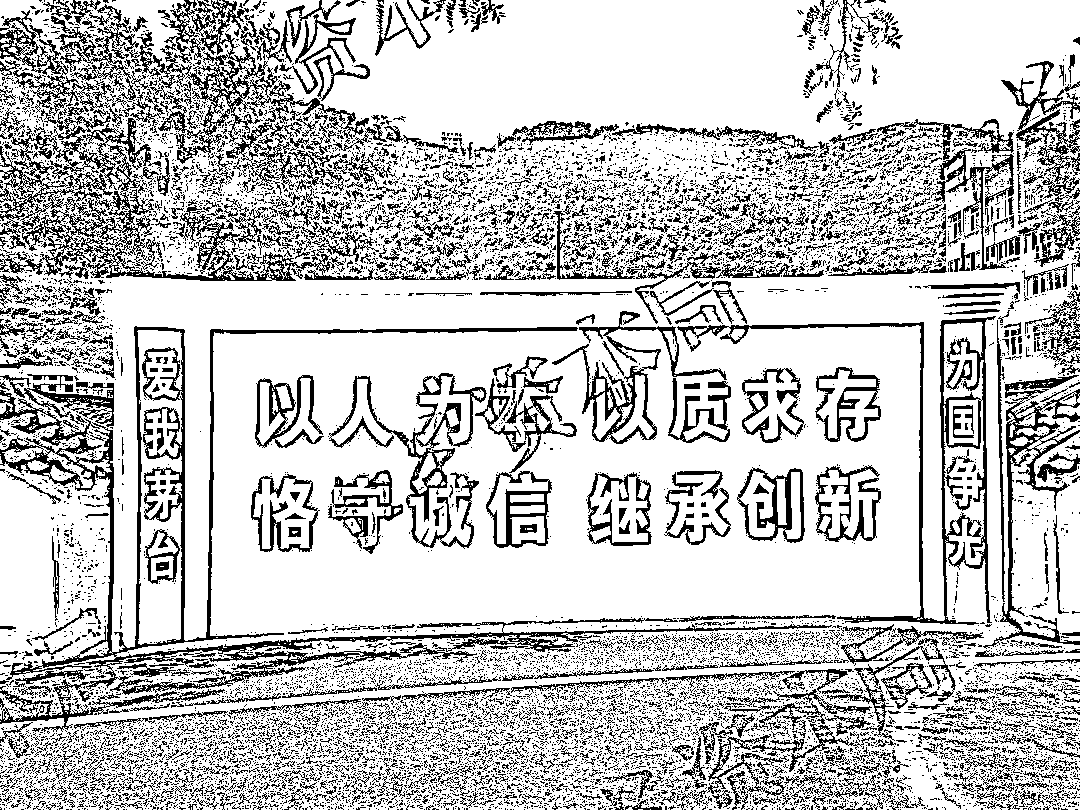 爱我茅台
以人为本 以质求存
恪守诚信 继承创新
为国争光